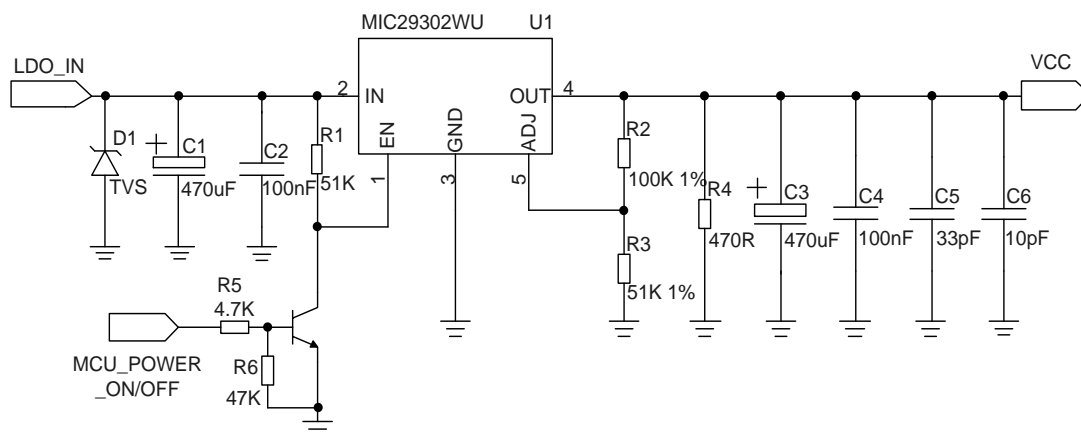 MIC29302WU U1
LDO_IN
VCC
2 IN
OUT 4
EN
GND
ADJ
1
3
5
D1
TVS
C1
470uF
C2
100nF
R1
51K
R2
100K 1%
R3
51K 1%
R4
470R
C3
470uF
C4
100nF
C5
33pF
C6
10pF
R5
4.7K
MCU_POWER
_ON/OFF
R6
47K